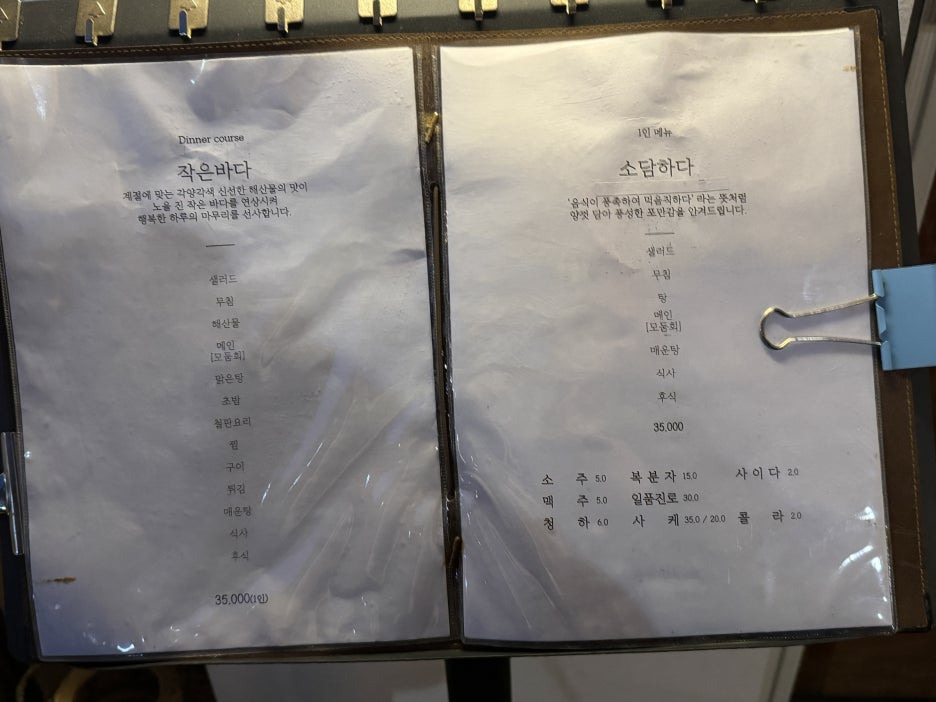 Dinner course
작은바다
계절에 맞는 각양각색 신선한 해산물의 맛이
노을 진 작은 바다를 연상시켜
행복한 하루의 마무리를 선사합니다.
샐러드
무침
해산물
메인
[모둠회]
맑은탕
초밥
철판요리
찜
구이
튀김
매운탕
식사
후식
35,000(1인)
1인 메뉴
소담하다
'음식이 풍족하여 먹음직하다' 라는 뜻처럼
양껏 담아 풍성한 포만감을 안겨드립니다.
샐러드
무침
탕
메인
[모둠회]
매운탕
식사
후식
35,000
소 주 5.0 복분자 15.0 사이다 2.0
맥 주 5.0 일품진로 30.0
청 하 6.0 사 케 35.0 / 20.0 콜 라 2.0